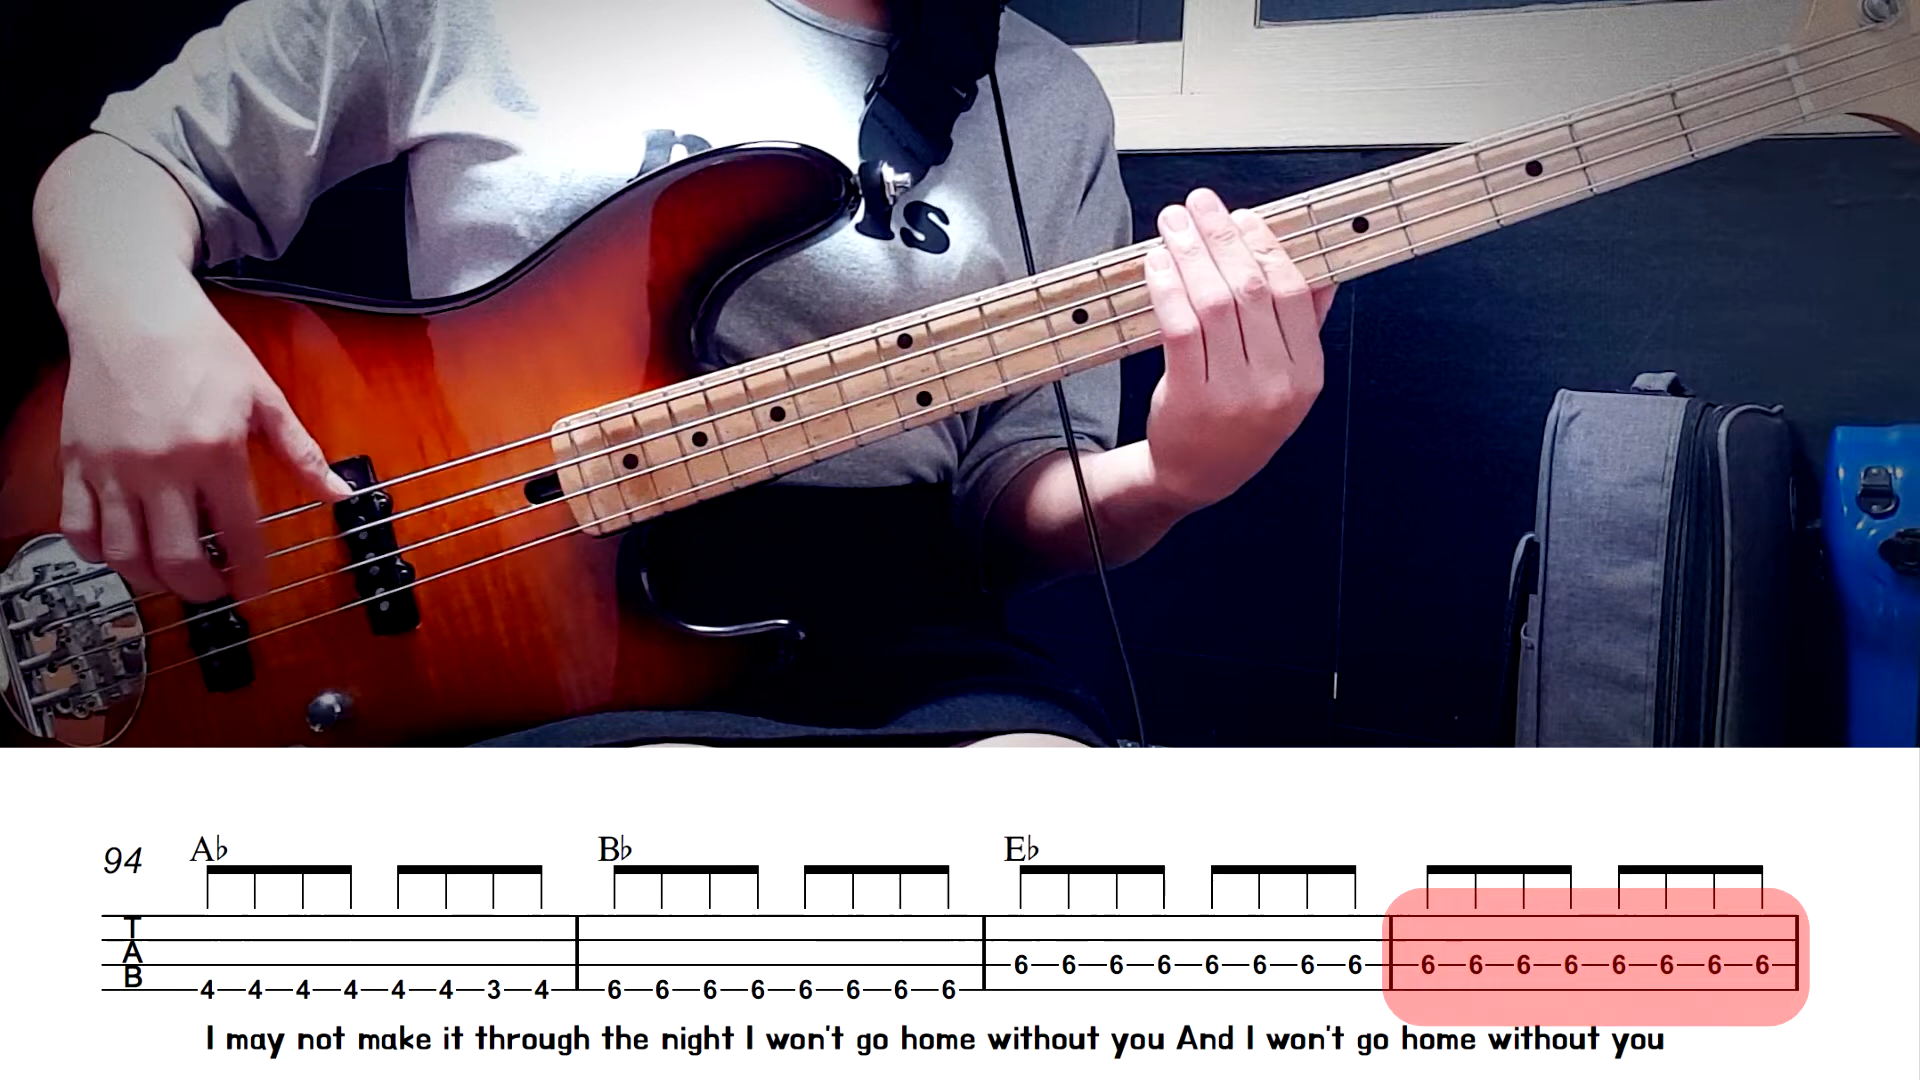 IS
94 A♭ B♭ E♭
T
A 6 6 6 6 6 6 6 6 6 6 6 6 6 6 6 6
B 4 4 4 4 4 4 3 4 6 6 6 6 6 6 6 6
I may not make it through the night I won't go home without you And I won't go home without you